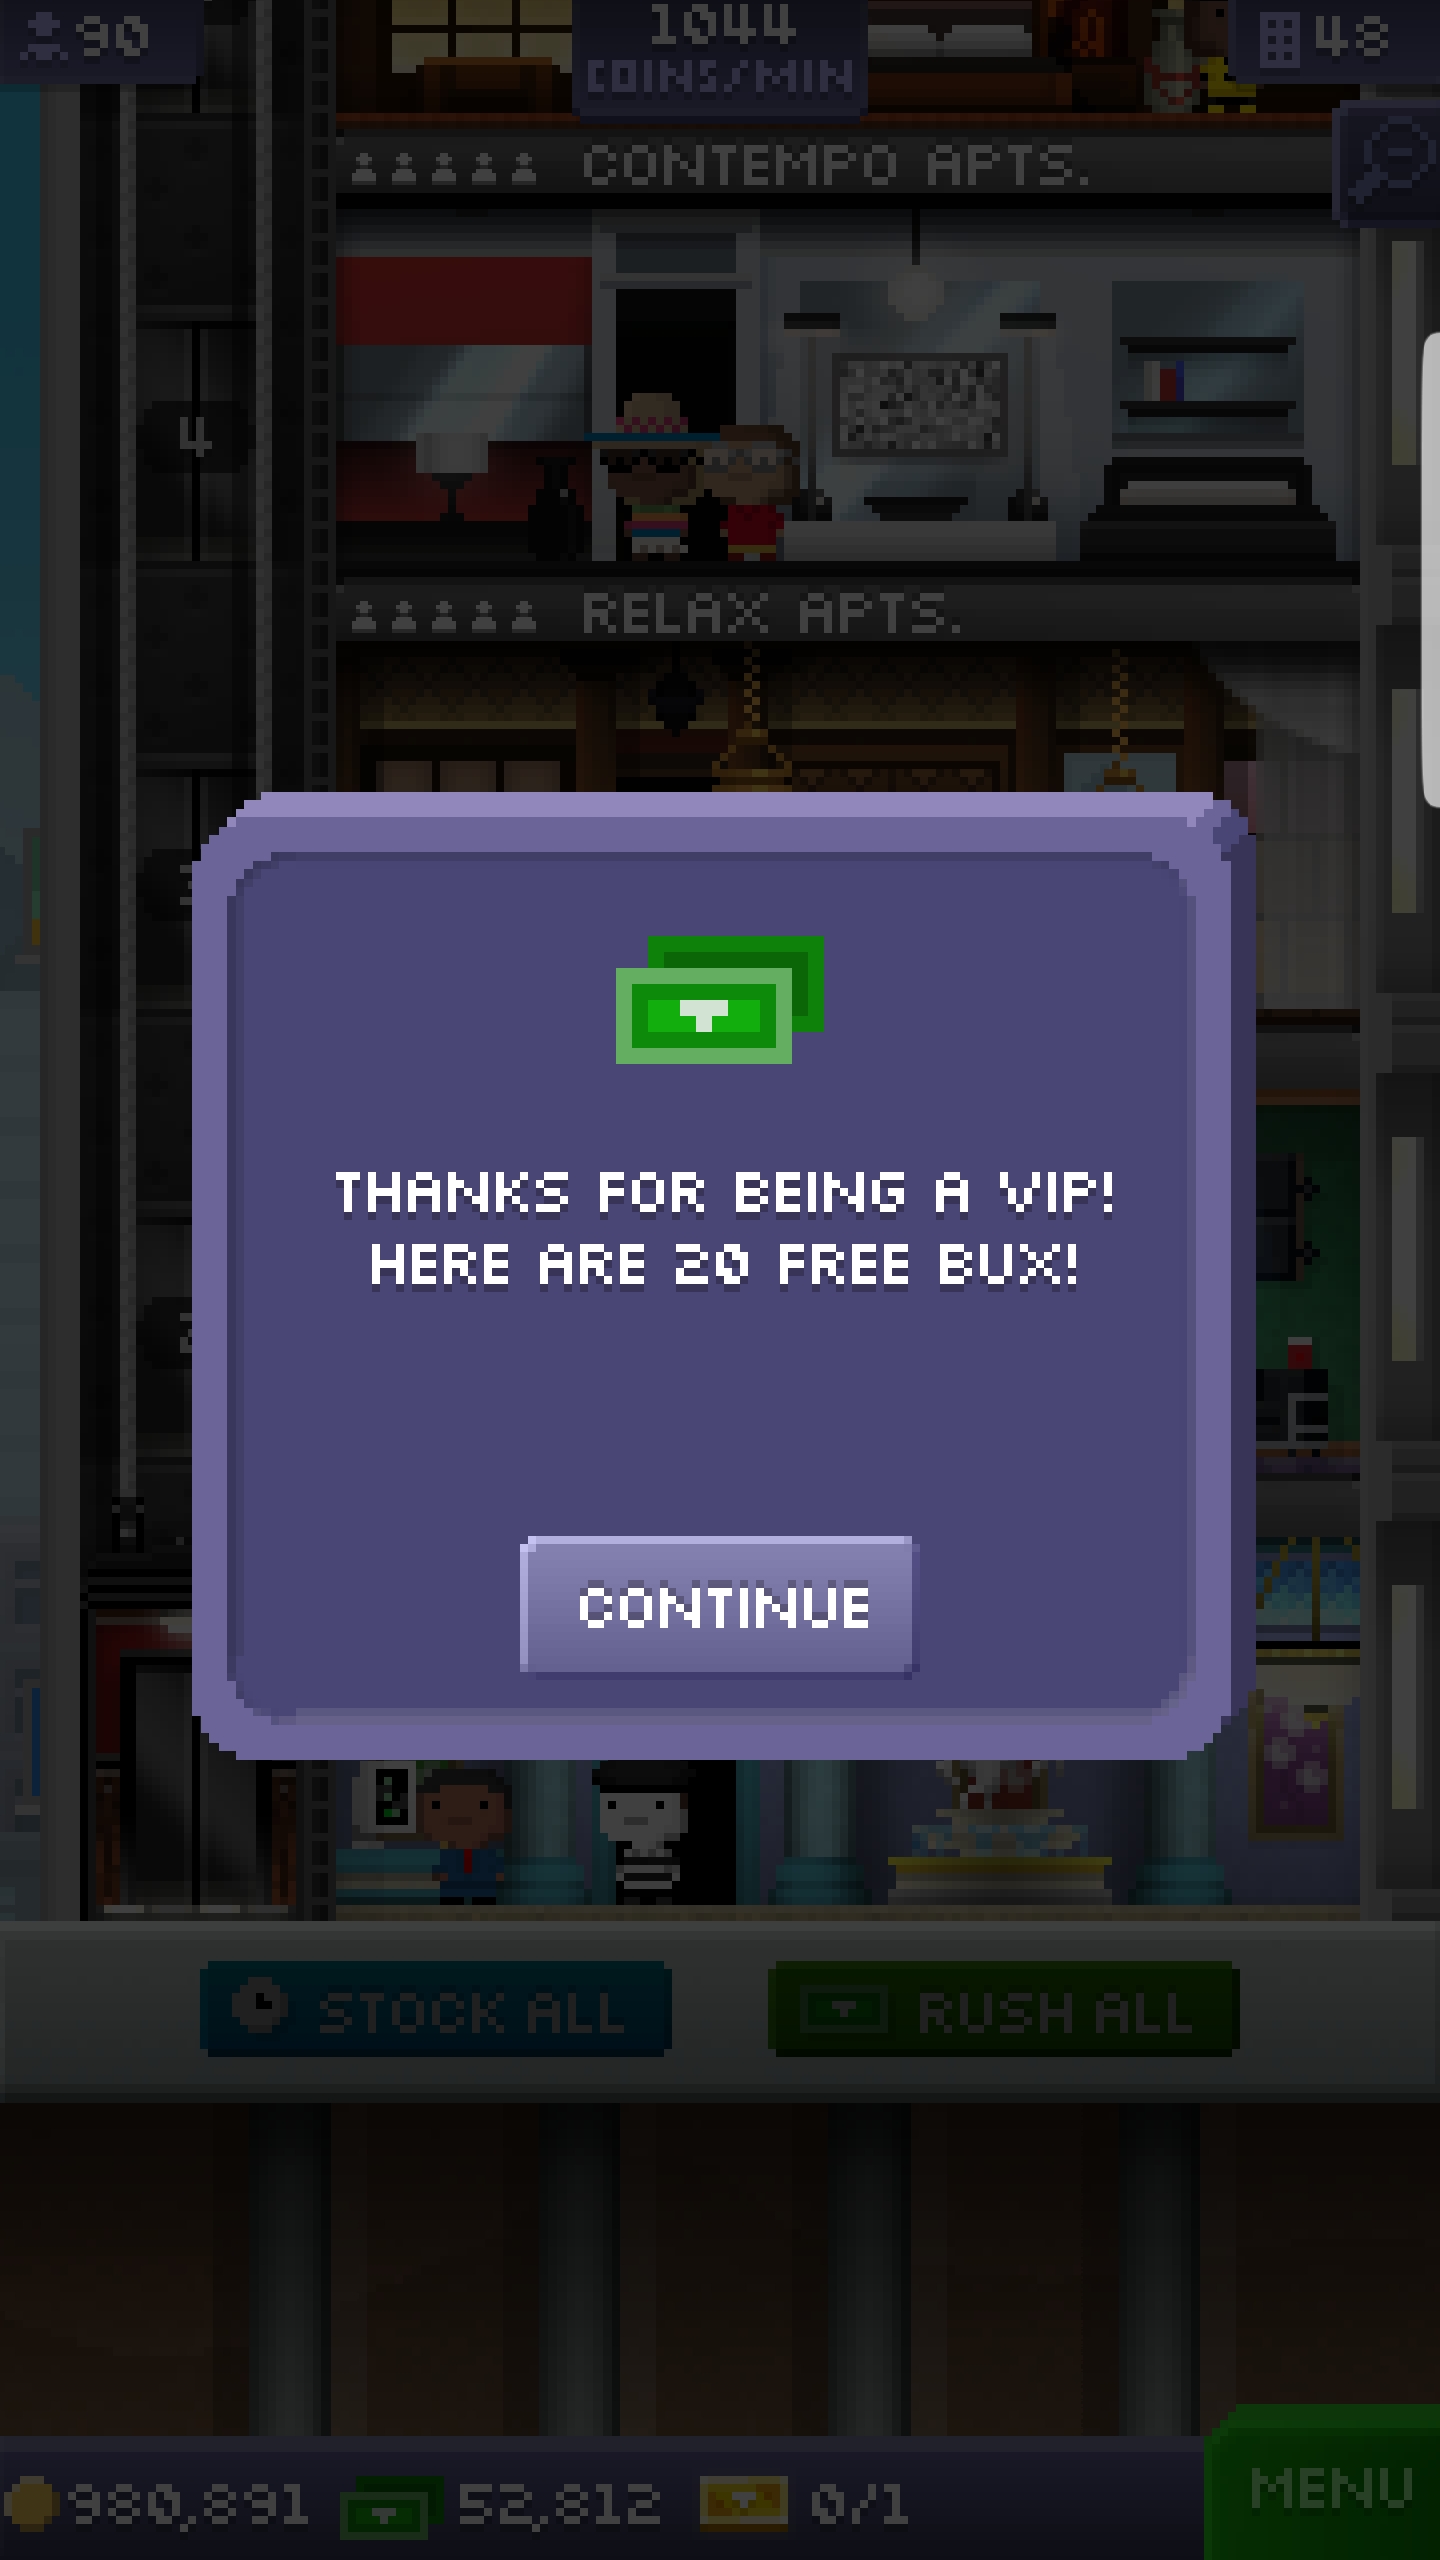 90
1044
COINS/MIN
48
CONTEMPO APTS.
4
RELAX APTS.
THANKS FOR BEING A VIP!
HERE ARE 20 FREE BUX!
CONTINUE
STOCK ALL
RUSH ALL
980,891
52,812
0/1
MENU